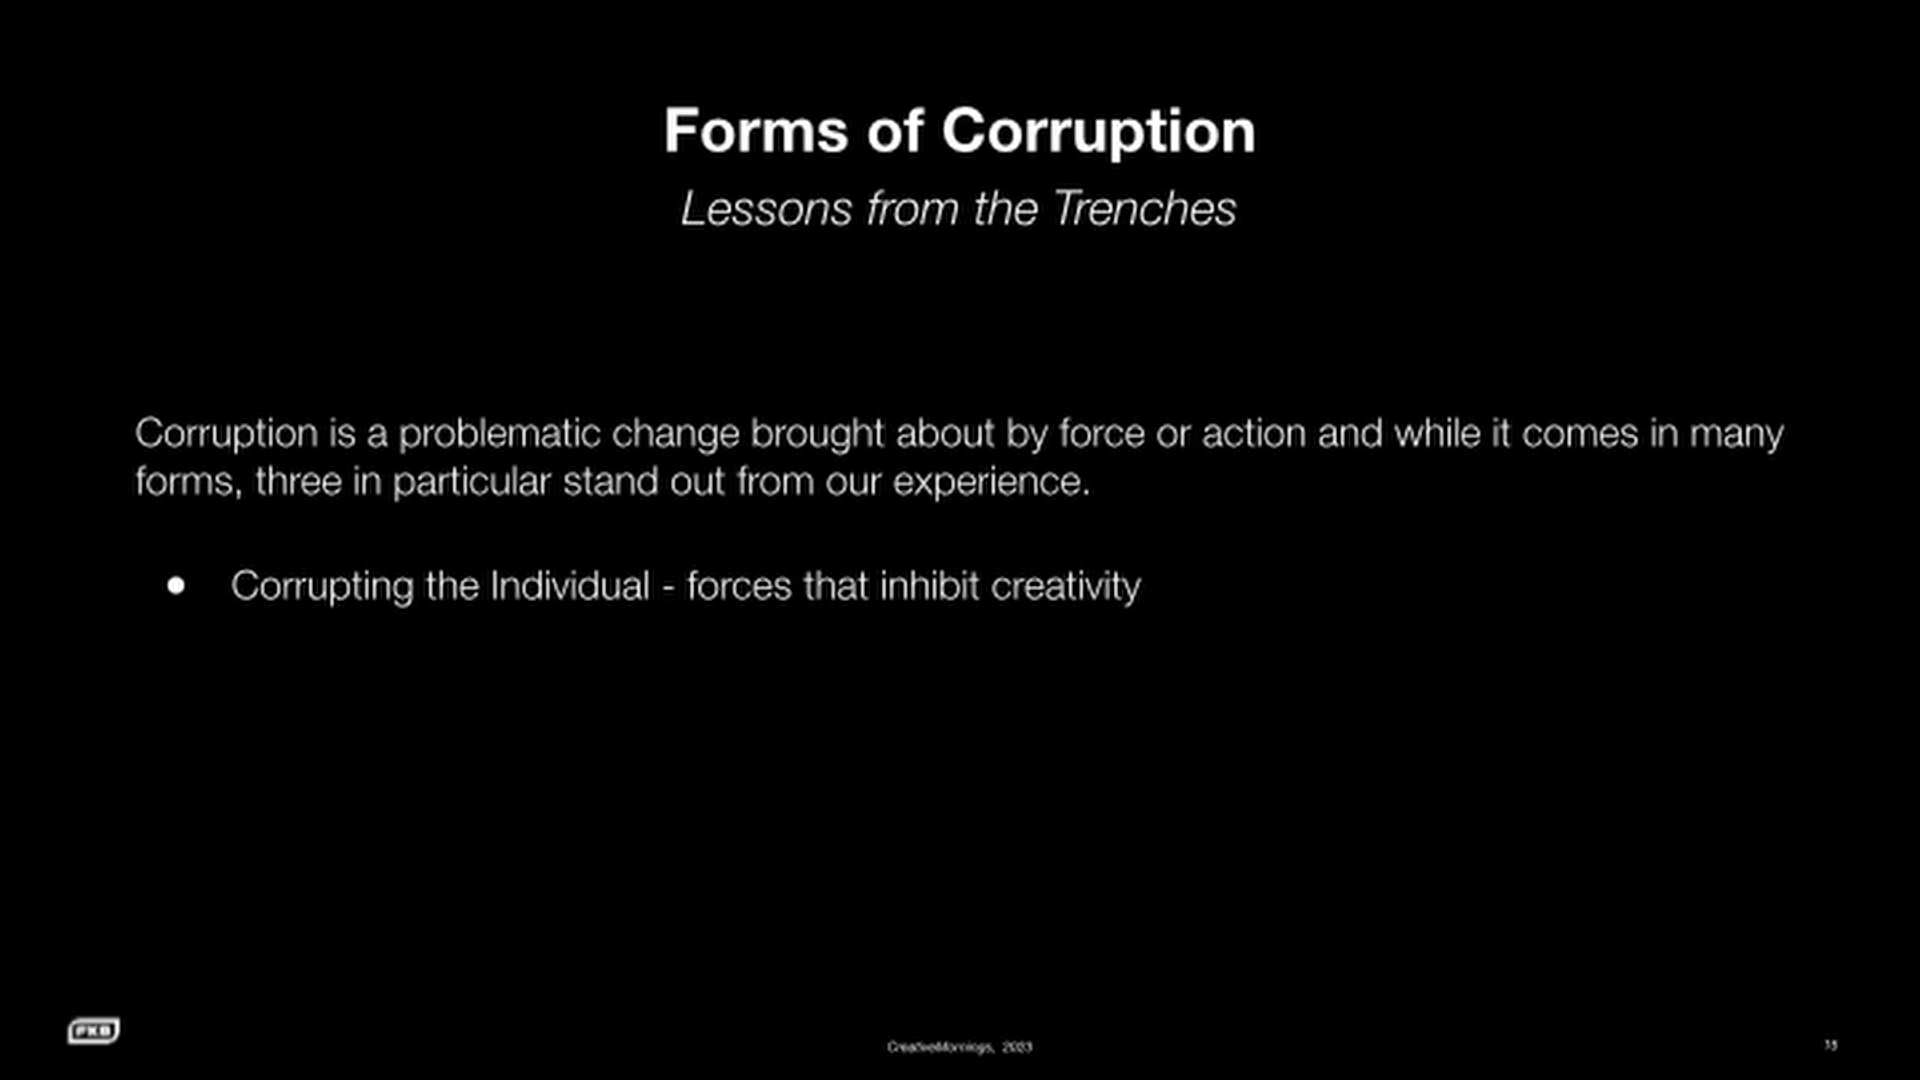 Forms of Corruption
Lessons from the Trenches
Corruption is a problematic change brought about by force or action and while it comes in many
forms, three in particular stand out from our experience.
● Corrupting the Individual - forces that inhibit creativity
FKB
CreativeMornings, 2023